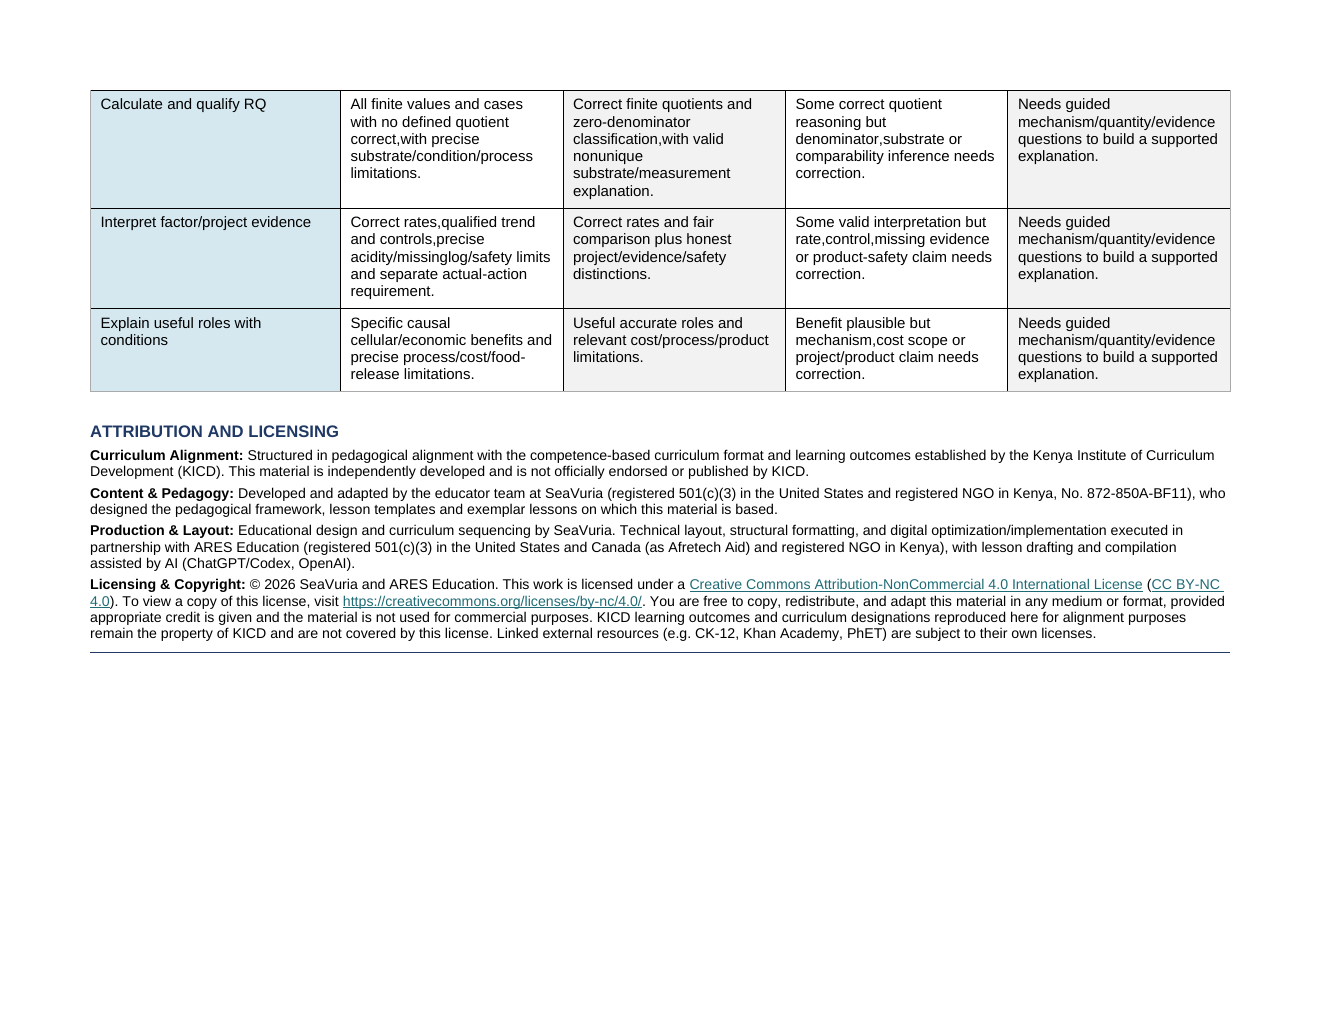 Calculate and qualify RQ
All finite values and cases
with no defined quotient
correct,with precise
substrate/condition/process
limitations.
Correct finite quotients and
zero-denominator
classification,with valid
nonunique
substrate/measurement
explanation.
Some correct quotient
reasoning but
denominator,substrate or
comparability inference needs
correction.
Needs guided
mechanism/quantity/evidence
questions to build a supported
explanation.
Interpret factor/project evidence
Correct rates,qualified trend
and controls,precise
acidity/missinglog/safety limits
and separate actual-action
requirement.
Correct rates and fair
comparison plus honest
project/evidence/safety
distinctions.
Some valid interpretation but
rate,control,missing evidence
or product-safety claim needs
correction.
Needs guided
mechanism/quantity/evidence
questions to build a supported
explanation.
Explain useful roles with
conditions
Specific causal
cellular/economic benefits and
precise process/cost/food-
release limitations.
Useful accurate roles and
relevant cost/process/product
limitations.
Benefit plausible but
mechanism,cost scope or
project/product claim needs
correction.
Needs guided
mechanism/quantity/evidence
questions to build a supported
explanation.
ATTRIBUTION AND LICENSING
Curriculum Alignment: Structured in pedagogical alignment with the competence-based curriculum format and learning outcomes established by the Kenya Institute of Curriculum
Development (KICD). This material is independently developed and is not officially endorsed or published by KICD.
Content & Pedagogy: Developed and adapted by the educator team at SeaVuria (registered 501(c)(3) in the United States and registered NGO in Kenya, No. 872-850A-BF11), who
designed the pedagogical framework, lesson templates and exemplar lessons on which this material is based.
Production & Layout: Educational design and curriculum sequencing by SeaVuria. Technical layout, structural formatting, and digital optimization/implementation executed in
partnership with ARES Education (registered 501(c)(3) in the United States and Canada (as Afretech Aid) and registered NGO in Kenya), with lesson drafting and compilation
assisted by AI (ChatGPT/Codex, OpenAI).
Licensing & Copyright: © 2026 SeaVuria and ARES Education. This work is licensed under a Creative Commons Attribution-NonCommercial 4.0 International License (CC BY-NC
4.0). To view a copy of this license, visit https://creativecommons.org/licenses/by-nc/4.0/. You are free to copy, redistribute, and adapt this material in any medium or format, provided
appropriate credit is given and the material is not used for commercial purposes. KICD learning outcomes and curriculum designations reproduced here for alignment purposes
remain the property of KICD and are not covered by this license. Linked external resources (e.g. CK-12, Khan Academy, PhET) are subject to their own licenses.